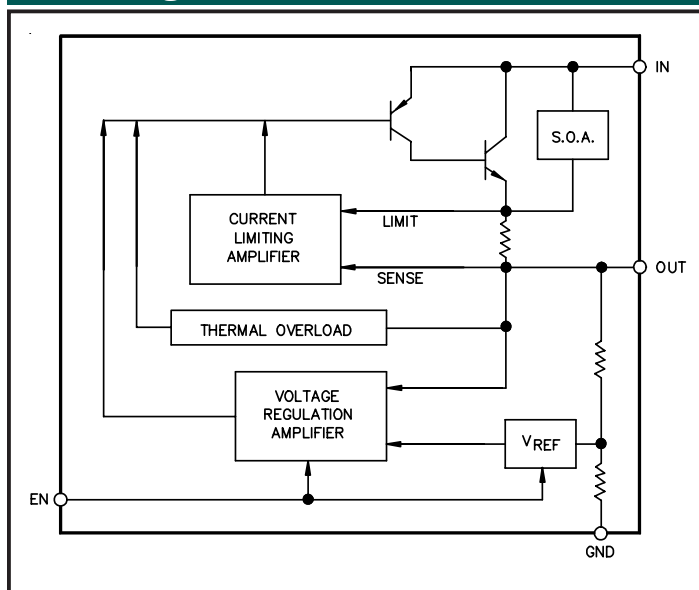 IN
S.O.A.
CURRENT
LIMITING
AMPLIFIER
LIMIT
SENSE
OUT
THERMAL OVERLOAD
VOLTAGE
REGULATION
AMPLIFIER
VREF
EN
GND